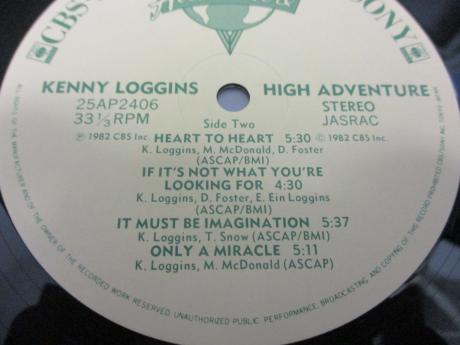 CBS
SONY
KENNY LOGGINS
HIGH ADVENTURE
25AP2406
STEREO
33 1/3 RPM
Side Two
JASRAC
℗ 1982 CBS Inc.
HEART TO HEART 5:30
© 1982 CBS Inc.
K. Loggins, M. McDonald, D. Foster
(ASCAP/BMI)
IF IT'S NOT WHAT YOU'RE
LOOKING FOR 4:30
K. Loggins, D. Foster, E. Ein Loggins
(ASCAP/BMI)
IT MUST BE IMAGINATION 5:37
K. Loggins, T. Snow (ASCAP/BMI)
ONLY A MIRACLE 5:11
K. Loggins, M. McDonald (ASCAP)
ALL RIGHTS OF THE MANUFACTURER AND OF THE OWNER OF THE RECORDED WORK RESERVED. UNAUTHORIZED PUBLIC PERFORMANCE, BROADCASTING AND COPYING OF THIS RECORD PROHIBITED